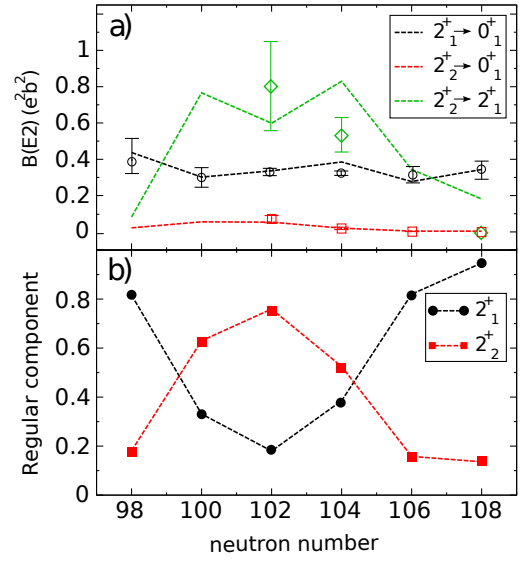 a)
2⁺₁→0⁺₁
2⁺₂→0⁺₁
2⁺₂→2⁺₁
B(E2) (e²b²)
1
0.8
0.6
0.4
0.2
0
b)
2⁺₁
2⁺₂
Regular component
0.8
0.6
0.4
0.2
0
98 100 102 104 106 108
neutron number